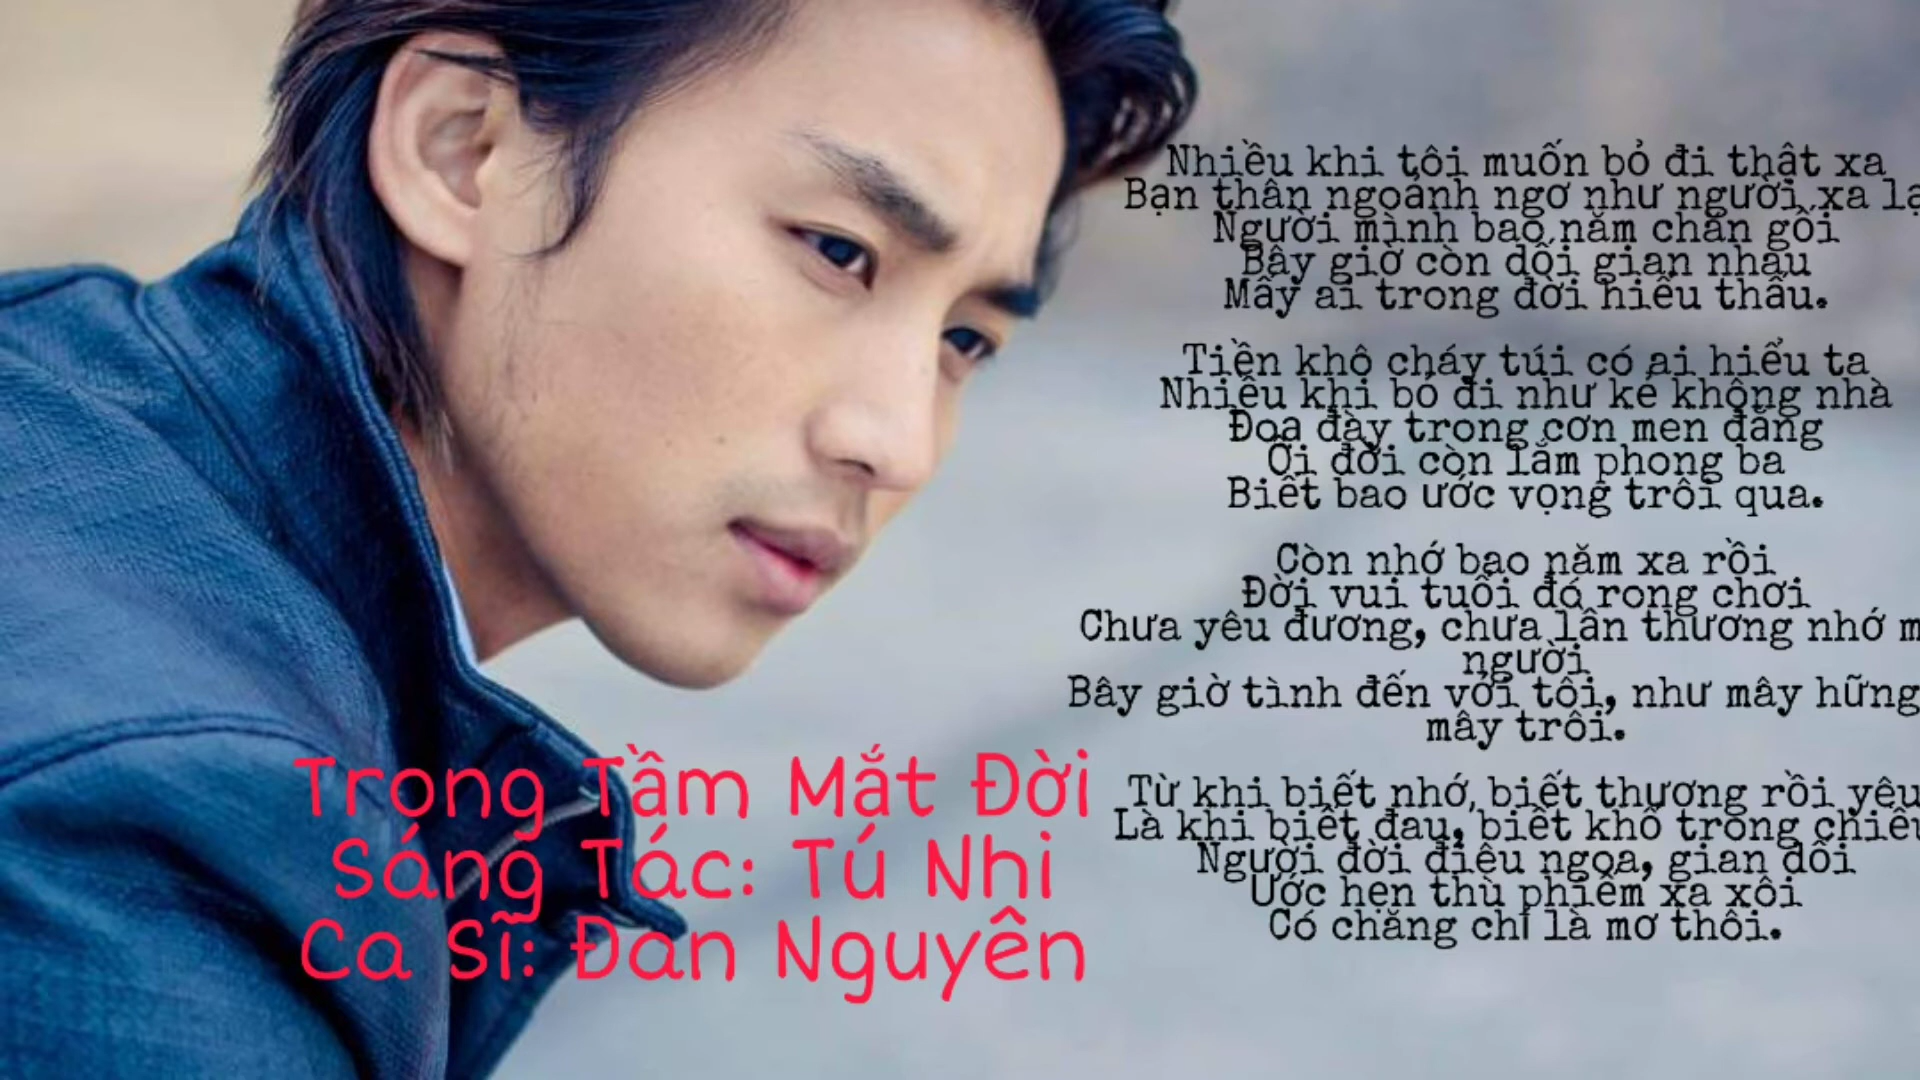 Nhiều khi tôi muốn bỏ đi thật xa
Bạn thân ngoảnh ngơ như người xa lạ
Người mình bao năm chăn gối
Bây giờ còn dối gian nhau
Mấy ai trong đời hiểu thấu.
Tiền khô cháy túi có ai hiểu ta
Nhiều khi bỏ đi như kẻ không nhà
Đọa đày trong cơn men đắng
Ôi đời còn lắm phong ba
Biết bao ước vọng trôi qua.
Còn nhớ bao năm xa rồi
Đời vui tuổi đá rong chơi
Chưa yêu đương, chưa lần thương nhớ
người
Bây giờ tình đến với tôi, như mây hững
mây trôi.
Từ khi biết nhớ, biết thương rồi yêu
Là khi biết đau, biết khổ trong chiều
Người đời điêu ngoa, gian dối
Ước hẹn thù phiếm xa xôi
Có chăng chỉ là mơ thôi.
Trong Tầm Mắt Đời
Sáng Tác: Tú Nhi
Ca Sĩ: Đan Nguyên